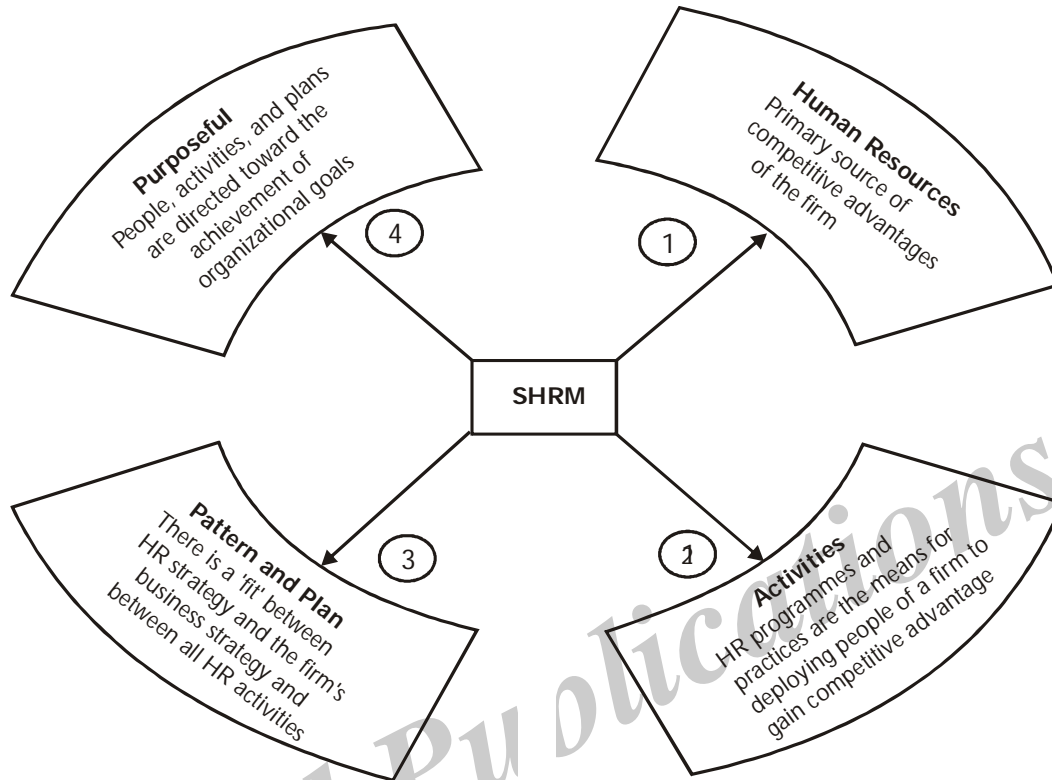 Purposeful
People, activities, and plans
are directed toward the
achievement of
organizational goals
4
Human Resources
Primary source of
competitive advantages
of the firm
1
SHRM
Pattern and Plan
There is a 'fit' between
HR strategy and the firm's
business strategy and
between all HR activities
3
Activities
HR programmes and
practices are the means for
deploying people of a firm to
gain competitive advantage
Publications